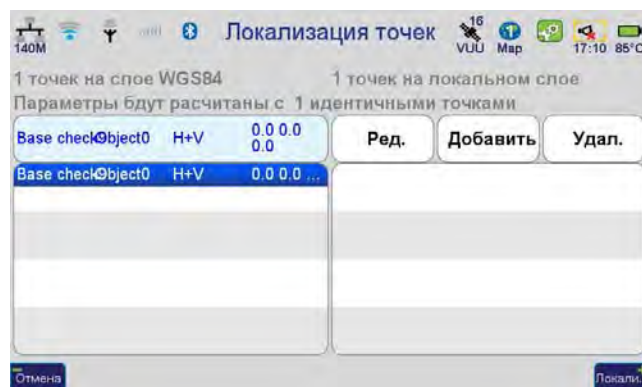 Локализация точек
16
140M
VUU
Map
17:10
85°C
1 точек на слое WGS84
1 точек на локальном слое
Параметры бдут расчитаны с 1 идентичными точками
Base check Object0 H+V 0.0 0.0
0.0
Ред.
Добавить
Удал.
Base check Object0 H+V 0.0 0.0 ...
Отмена
Локали